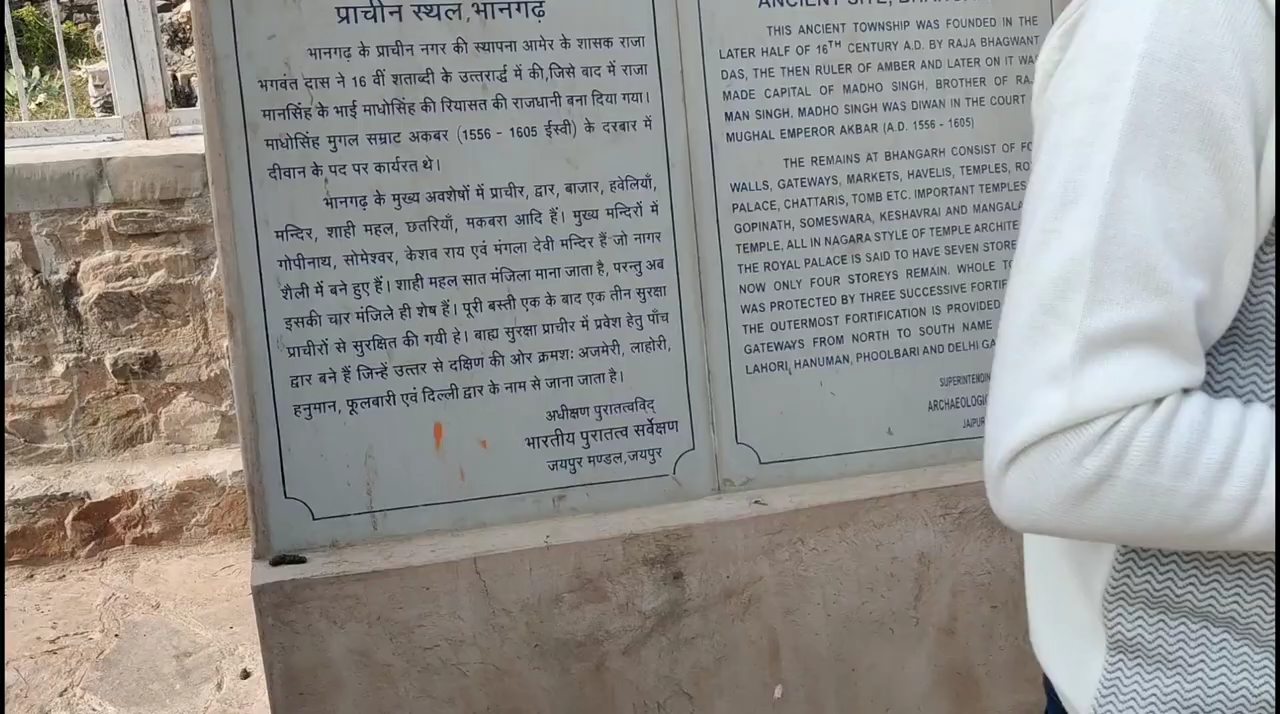 प्राचीन स्थल,भानगढ़
भानगढ़ के प्राचीन नगर की स्थापना आमेर के शासक राजा
भगवंत दास ने 16 वीं शताब्दी के उत्तरार्द्ध में की,जिसे बाद में राजा
मानसिंह के भाई माधोसिंह की रियासत की राजधानी बना दिया गया।
माधोसिंह मुगल सम्राट अकबर (1556 - 1605 ईस्वी) के दरबार में
दीवान के पद पर कार्यरत थे।
भानगढ़ के मुख्य अवशेषों में प्राचीर, द्वार, बाजार, हवेलियाँ,
मन्दिर, शाही महल, छतरियाँ, मकबरा आदि हैं। मुख्य मन्दिरों में
गोपीनाथ, सोमेश्वर, केशव राय एवं मंगला देवी मन्दिर हैं जो नागर
शैली में बने हुए हैं। शाही महल सात मंजिला माना जाता है, परन्तु अब
इसकी चार मंजिले ही शेष हैं। पूरी बस्ती एक के बाद एक तीन सुरक्षा
प्राचीरों से सुरक्षित की गयी हे। बाह्य सुरक्षा प्राचीर में प्रवेश हेतु पाँच
द्वार बने हैं जिन्हें उत्तर से दक्षिण की ओर क्रमशः अजमेरी, लाहोरी,
हनुमान, फूलबारी एवं दिल्ली द्वार के नाम से जाना जाता है।
अधीक्षण पुरातत्वविद्
भारतीय पुरातत्व सर्वेक्षण
जयपुर मण्डल,जयपुर
ANCIENT SITE,
THIS ANCIENT TOWNSHIP WAS FOUNDED IN THE
LATER HALF OF 16TH CENTURY A.D. BY RAJA BHAGWANT
DAS, THE THEN RULER OF AMBER AND LATER ON IT
MADE CAPITAL OF MADHO SINGH, BROTHER OF
MAN SINGH. MADHO SINGH WAS DIWAN IN THE COURT
MUGHAL EMPEROR AKBAR (A.D. 1556 - 1605)
THE REMAINS AT BHANGARH CONSIST OF
WALLS, GATEWAYS, MARKETS, HAVELIS, TEMPLES,
PALACE, CHATTARIS, TOMB ETC. IMPORTANT TEMPLES
GOPINATH, SOMESWARA, KESHAVRAI AND
TEMPLE, ALL IN NAGARA STYLE OF TEMPLE
THE ROYAL PALACE IS SAID TO HAVE SEVEN
NOW ONLY FOUR STOREYS REMAIN. WHOLE
WAS PROTECTED BY THREE SUCCESSIVE
THE OUTERMOST FORTIFICATION IS PROVIDED
GATEWAYS FROM NORTH TO SOUTH NAME
LAHORI, HANUMAN, PHOOLBARI AND DELHI